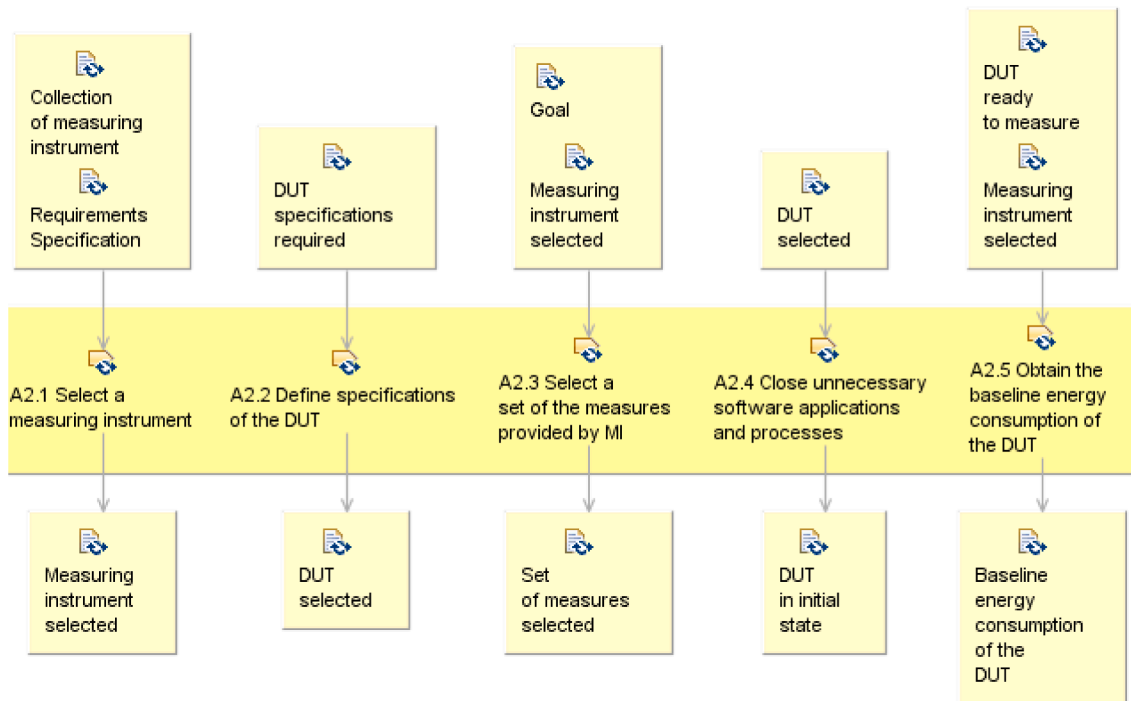 Collection
of measuring
instrument
Requirements
Specification
DUT
specifications
required
Goal
Measuring
instrument
selected
DUT
selected
DUT
ready
to measure
Measuring
instrument
selected
A2.1 Select a
measuring instrument
A2.2 Define specifications
of the DUT
A2.3 Select a
set of the measures
provided by MI
A2.4 Close unnecessary
software applications
and processes
A2.5 Obtain the
baseline energy
consumption of
the DUT
Measuring
instrument
selected
DUT
selected
Set
of measures
selected
DUT
in initial
state
Baseline
energy
consumption
of the
DUT